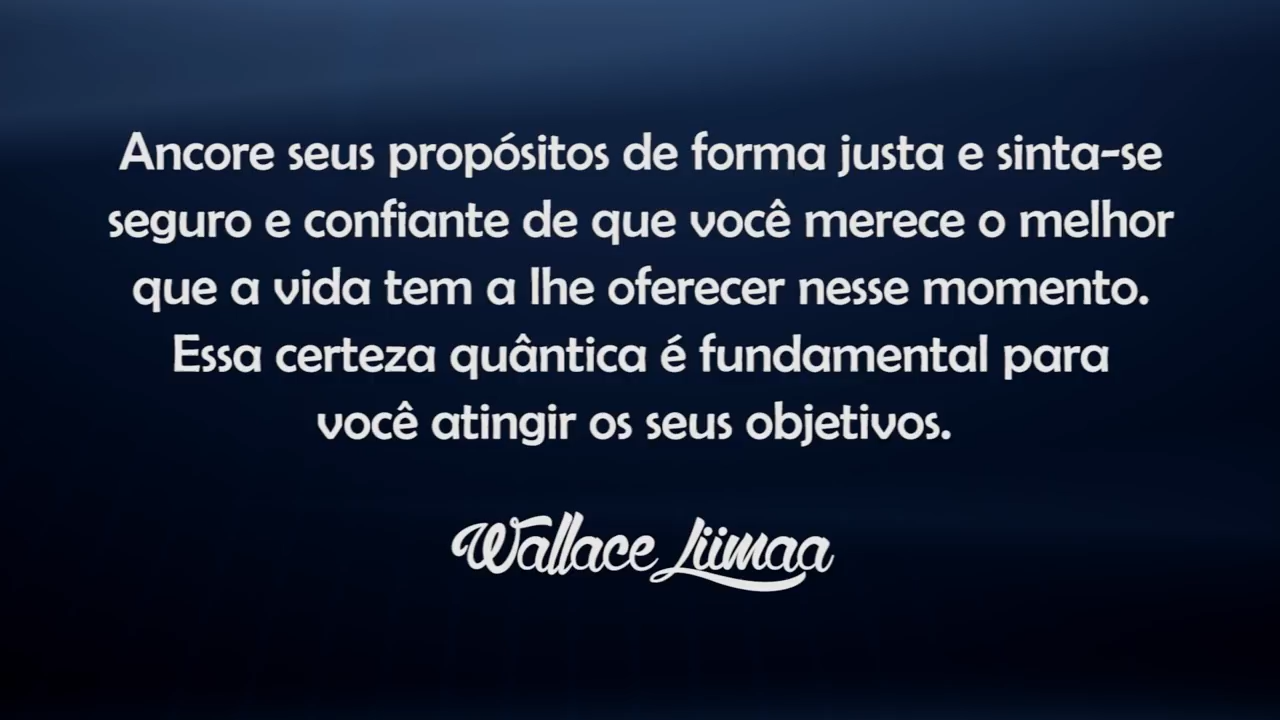 Ancore seus propósitos de forma justa e sinta-se
seguro e confiante de que você merece o melhor
que a vida tem a lhe oferecer nesse momento.
Essa certeza quântica é fundamental para
você atingir os seus objetivos.
Wallace Liimaa